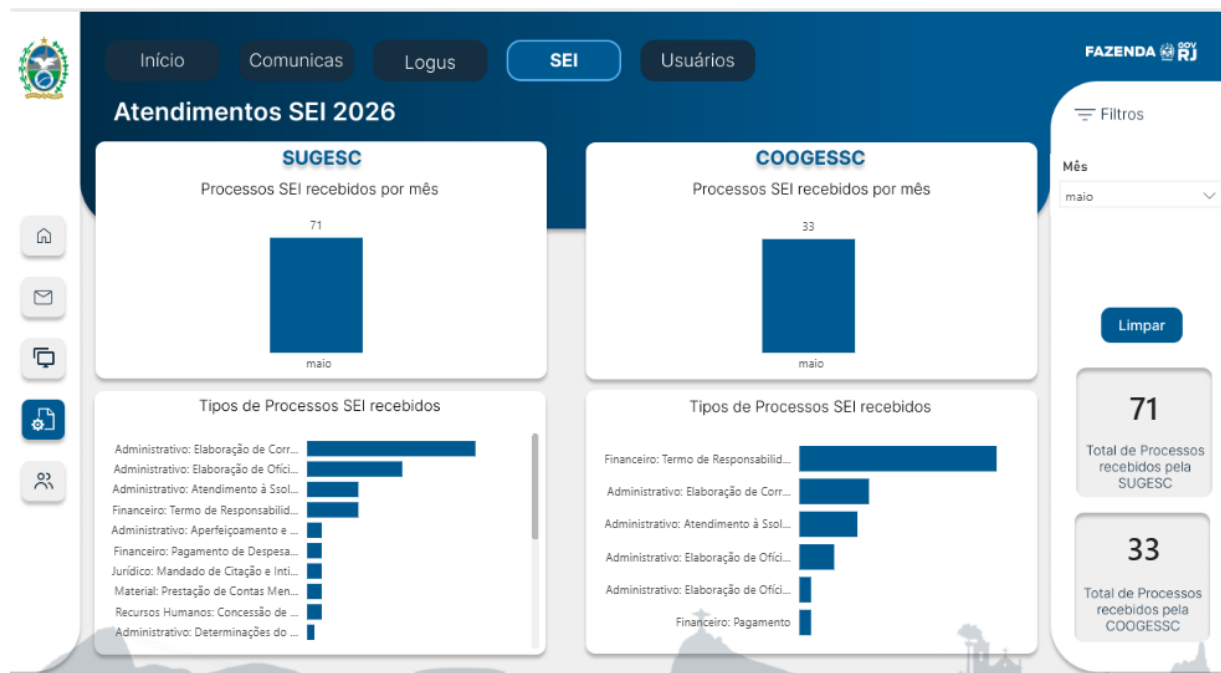 Início
Comunicas
Logus
SEI
Usuários
FAZENDA GOV RJ
Atendimentos SEI 2026
Filtros
Mês
maio
Limpar
71
Total de Processos
recebidos pela
SUGESC
33
Total de Processos
recebidos pela
COOGESSC
SUGESC
Processos SEI recebidos por mês
71
maio
COOGESSC
Processos SEI recebidos por mês
33
maio
Tipos de Processos SEI recebidos
Administrativo: Elaboração de Corr...
Administrativo: Elaboração de Ofíci...
Administrativo: Atendimento à Ssol...
Financeiro: Termo de Responsabilid...
Administrativo: Aperfeiçoamento e ...
Financeiro: Pagamento de Despesa...
Jurídico: Mandado de Citação e Inti...
Material: Prestação de Contas Men...
Recursos Humanos: Concessão de ...
Administrativo: Determinações do ...
Tipos de Processos SEI recebidos
Financeiro: Termo de Responsabilid...
Administrativo: Elaboração de Corr...
Administrativo: Atendimento à Ssol...
Administrativo: Elaboração de Ofíci...
Administrativo: Elaboração de Ofíci...
Financeiro: Pagamento